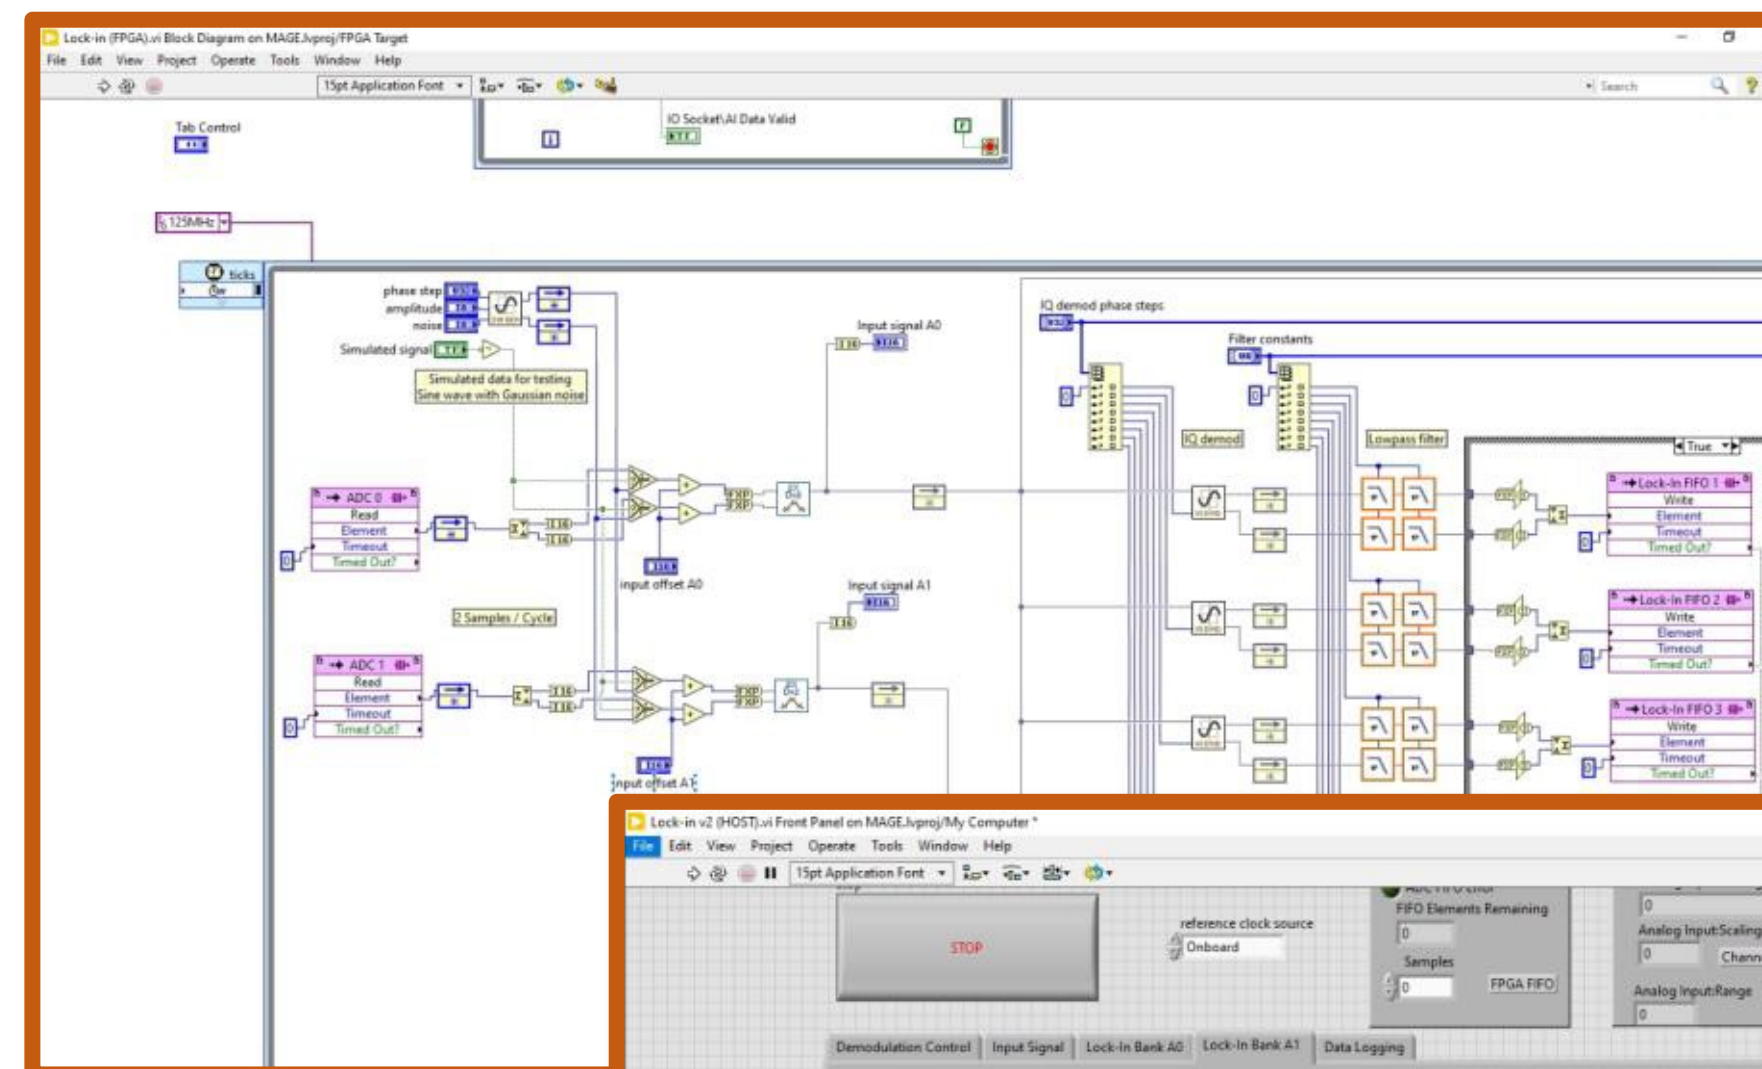 Lock-in (FPGA).vi Block Diagram on MAGE.lvproj/FPGA Target
File Edit View Project Operate Tools Window Help
15pt Application Font
Search
Tab Control
IO Socket\AI Data Valid
i
F
125MHz
ticks
phase step
amplitude
noise
Simulated signal
Simulated data for testing
Sine wave with Gaussian noise
Input signal A0
IQ demod phase steps
Filter constants
0
0
IQ demod
Lowpass filter
True
ADC 0
Read
Element
Timeout
Timed Out?
0
input offset A0
2 Samples / Cycle
Input signal A1
ADC 1
Read
Element
Timeout
Timed Out?
0
input offset A1
Lock-In FIFO 1
Write
Element
Timeout
Timed Out?
0
Lock-In FIFO 2
Write
Element
Timeout
Timed Out?
0
Lock-In FIFO 3
Write
Element
Timeout
Timed Out?
0
Lock-in v2 (HOST).vi Front Panel on MAGE.lvproj/My Computer *
File Edit View Project Operate Tools Window Help
15pt Application Font
STOP
reference clock source
Onboard
FIFO Elements Remaining
0
Samples
0
FPGA FIFO
0
Analog Input:Scaling
0
Chann
Analog Input:Range
0
Demodulation Control Input Signal Lock-In Bank A0 Lock-In Bank A1 Data Logging